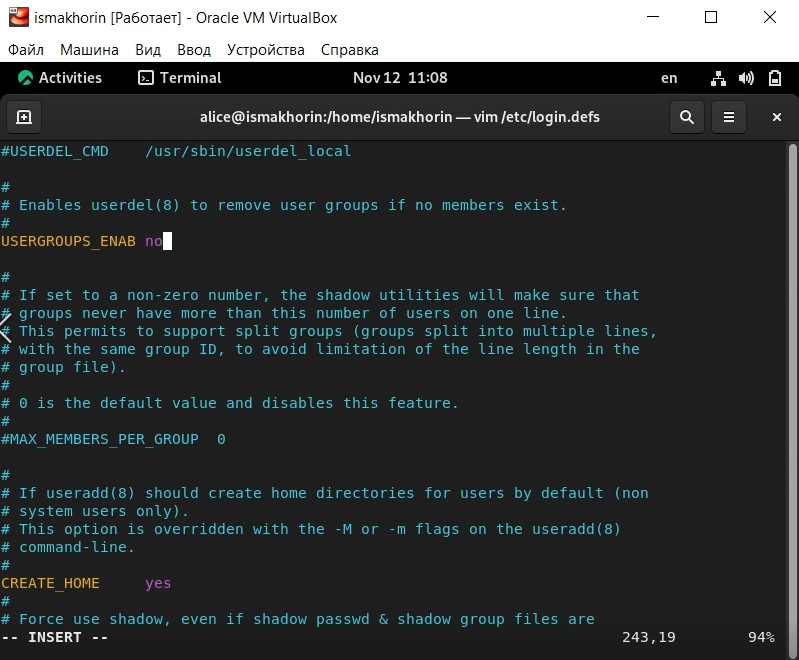 ismakhorin [Работает] - Oracle VM VirtualBox
Файл Машина Вид Ввод Устройства Справка
Activities Terminal Nov 12 11:08 en
alice@ismakhorin:/home/ismakhorin — vim /etc/login.defs
#USERDEL_CMD /usr/sbin/userdel_local
#
# Enables userdel(8) to remove user groups if no members exist.
#
USERGROUPS_ENAB no
#
# If set to a non-zero number, the shadow utilities will make sure that
# groups never have more than this number of users on one line.
# This permits to support split groups (groups split into multiple lines,
# with the same group ID, to avoid limitation of the line length in the
# group file).
#
# 0 is the default value and disables this feature.
#
#MAX_MEMBERS_PER_GROUP 0
#
# If useradd(8) should create home directories for users by default (non
# system users only).
# This option is overridden with the -M or -m flags on the useradd(8)
# command-line.
#
CREATE_HOME yes
#
# Force use shadow, even if shadow passwd & shadow group files are
-- INSERT -- 243,19 94%